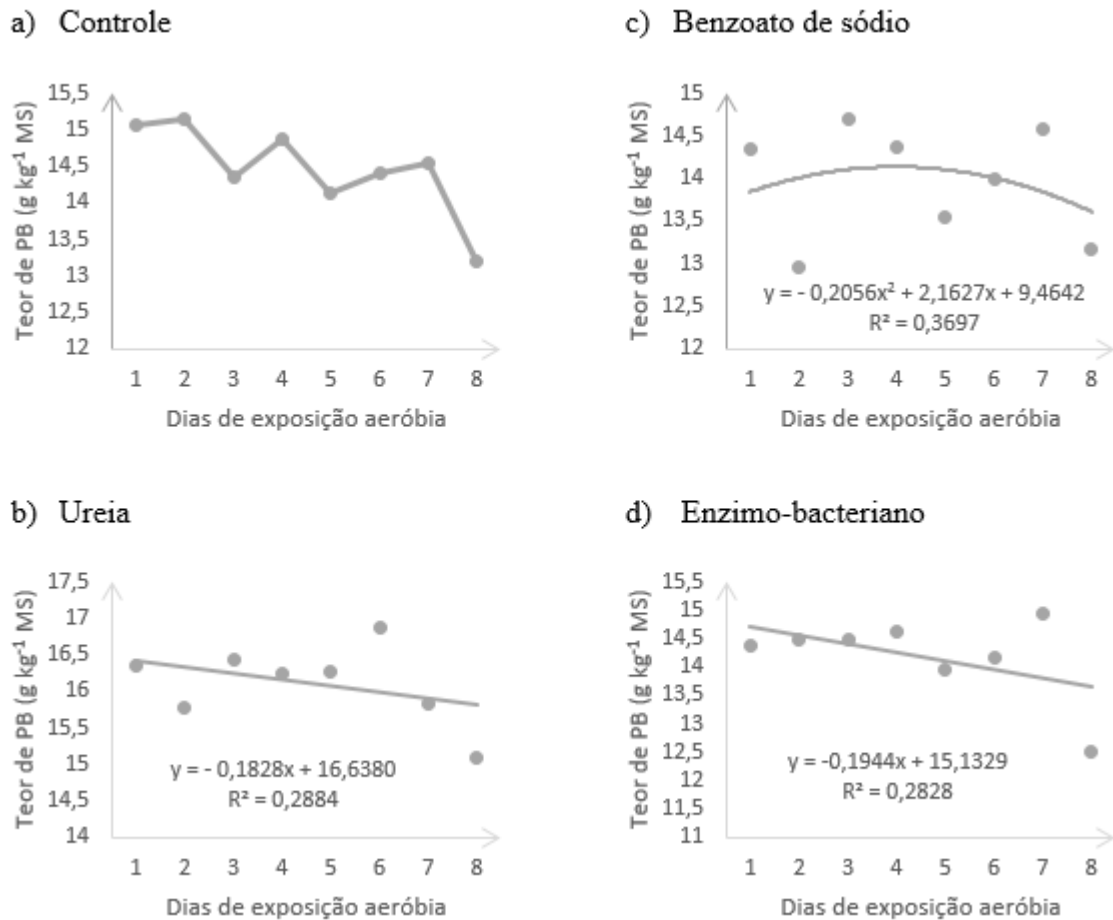 a) Controle
Teor de PB (g kg⁻¹ MS)
15,5
15
14,5
14
13,5
13
12,5
12
1 2 3 4 5 6 7 8
Dias de exposição aeróbia
c) Benzoato de sódio
Teor de PB (g kg⁻¹ MS)
15
14,5
14
13,5
13
12,5
12
y = - 0,2056x² + 2,1627x + 9,4642
R² = 0,3697
1 2 3 4 5 6 7 8
Dias de exposição aeróbia
b) Ureia
Teor de PB (g kg⁻¹ MS)
17,5
17
16,5
16
15,5
15
14,5
14
y = - 0,1828x + 16,6380
R² = 0,2884
1 2 3 4 5 6 7 8
Dias de exposição aeróbia
d) Enzimo-bacteriano
Teor de PB (g kg⁻¹ MS)
15,5
15
14,5
14
13,5
13
12,5
12
11,5
11
y = -0,1944x + 15,1329
R² = 0,2828
1 2 3 4 5 6 7 8
Dias de exposição aeróbia